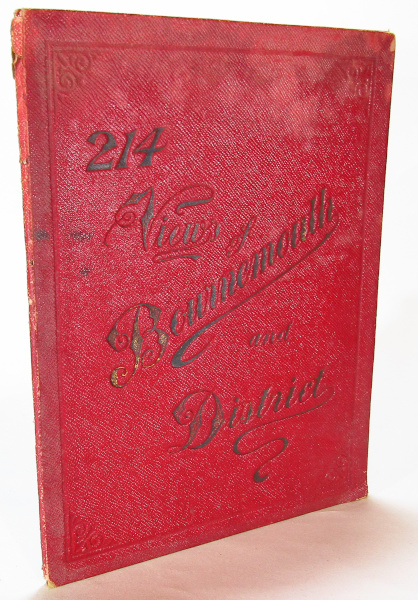 214
Views of
Bournemouth
and
District